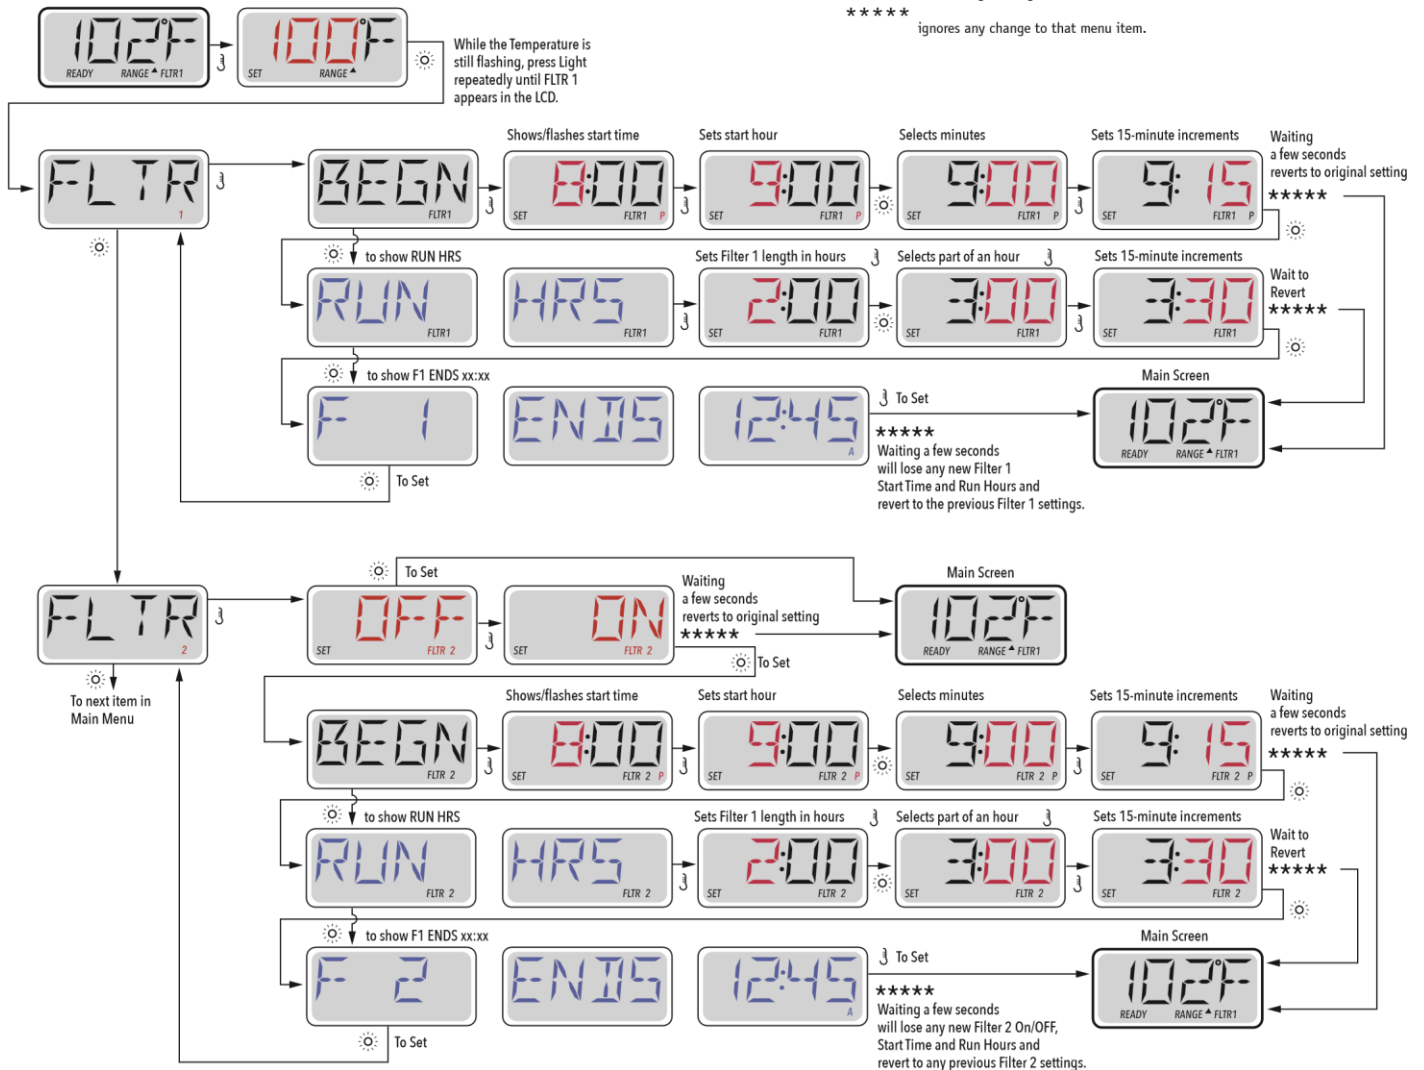 *****
ignores any change to that menu item.
102°F
READY RANGE ▲ FLTR1
100°F
SET RANGE ▲
While the Temperature is
still flashing, press Light
repeatedly until FLTR 1
appears in the LCD.
FLTR
1
BEGN
FLTR1
Shows/flashes start time
8:00
SET FLTR1 P
Sets start hour
9:00
SET FLTR1 P
Selects minutes
9:00
SET FLTR1 P
Sets 15-minute increments
9:15
SET FLTR1 P
Waiting
a few seconds
reverts to original setting
*****
to show RUN HRS
RUN
FLTR1
HRS
FLTR1
Sets Filter 1 length in hours
2:00
SET FLTR1
Selects part of an hour
3:00
SET FLTR1
Sets 15-minute increments
3:30
SET FLTR1
Wait to
Revert
*****
to show F1 ENDS xx:xx
F 1
ENDS
12:45
A
To Set
To Set
*****
Waiting a few seconds
will lose any new Filter 1
Start Time and Run Hours and
revert to the previous Filter 1 settings.
Main Screen
102°F
READY RANGE ▲ FLTR1
FLTR
2
To next item in
Main Menu
To Set
OFF
SET FLTR 2
ON
FLTR 2
Waiting
a few seconds
reverts to original setting
*****
To Set
Main Screen
102°F
READY RANGE ▲ FLTR1
BEGN
FLTR 2
Shows/flashes start time
8:00
SET FLTR 2 P
Sets start hour
9:00
SET FLTR 2 P
Selects minutes
9:00
SET FLTR 2 P
Sets 15-minute increments
9:15
SET FLTR 2 P
Waiting
a few seconds
reverts to original setting
*****
to show RUN HRS
RUN
FLTR 2
HRS
FLTR 2
Sets Filter 1 length in hours
2:00
SET FLTR 2
Selects part of an hour
3:00
SET FLTR 2
Sets 15-minute increments
3:30
SET FLTR 2
Wait to
Revert
*****
to show F1 ENDS xx:xx
F 2
ENDS
12:45
A
To Set
To Set
*****
Waiting a few seconds
will lose any new Filter 2 On/OFF,
Start Time and Run Hours and
revert to any previous Filter 2 settings.
Main Screen
102°F
READY RANGE ▲ FLTR1